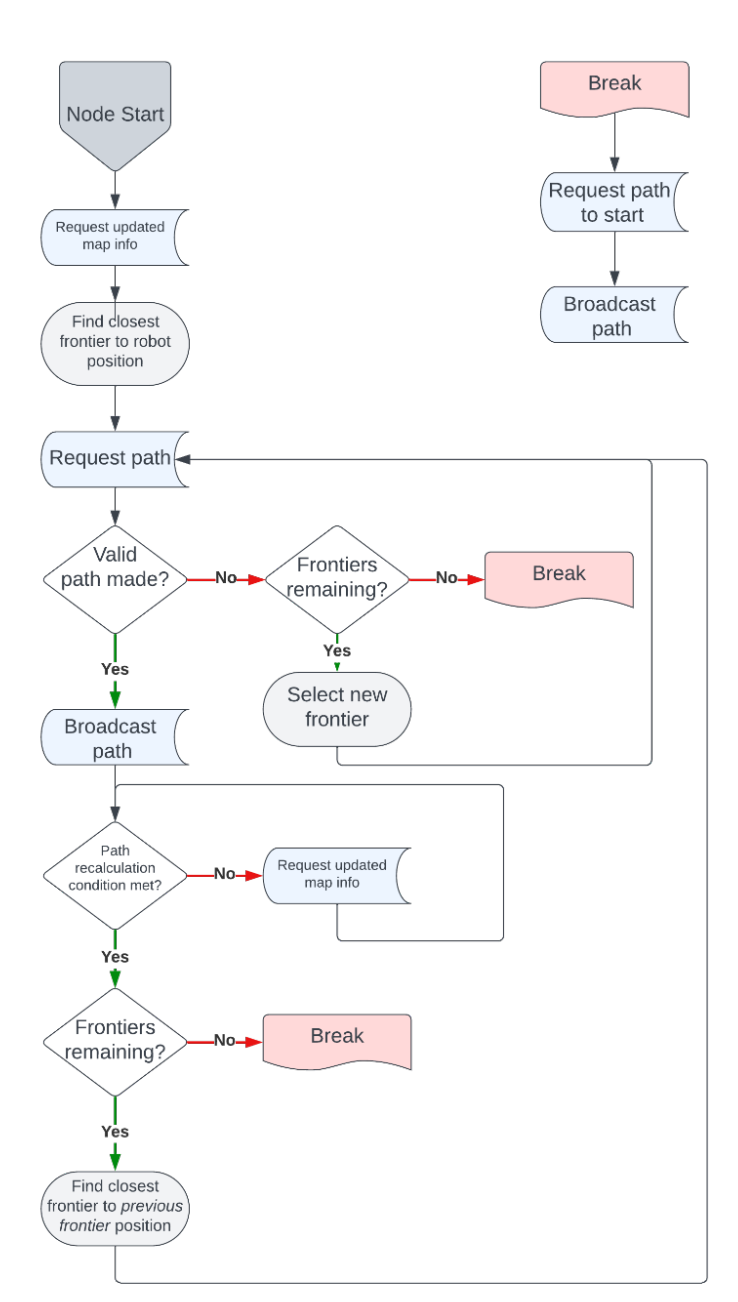 Node Start
Request updated
map info
Find closest
frontier to robot
position
Request path
Valid
path made?
No
Frontiers
remaining?
No
Break
Yes
Yes
Select new
frontier
Broadcast
path
Path
recalculation
condition met?
No
Request updated
map info
Yes
Frontiers
remaining?
No
Break
Yes
Find closest
frontier to previous
frontier position
Break
Request path
to start
Broadcast
path